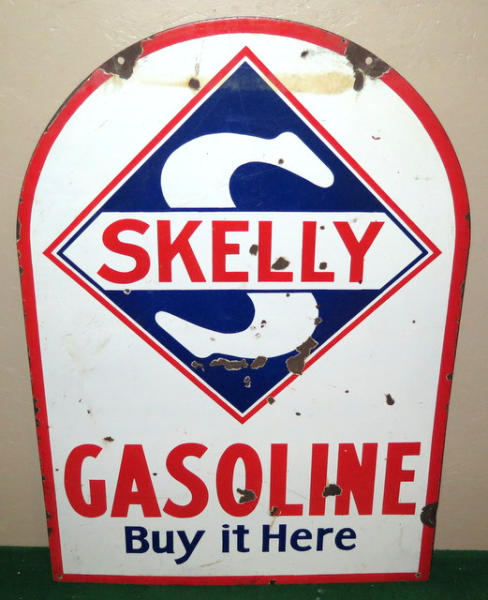 S
SKELLY
GASOLINE
Buy it Here